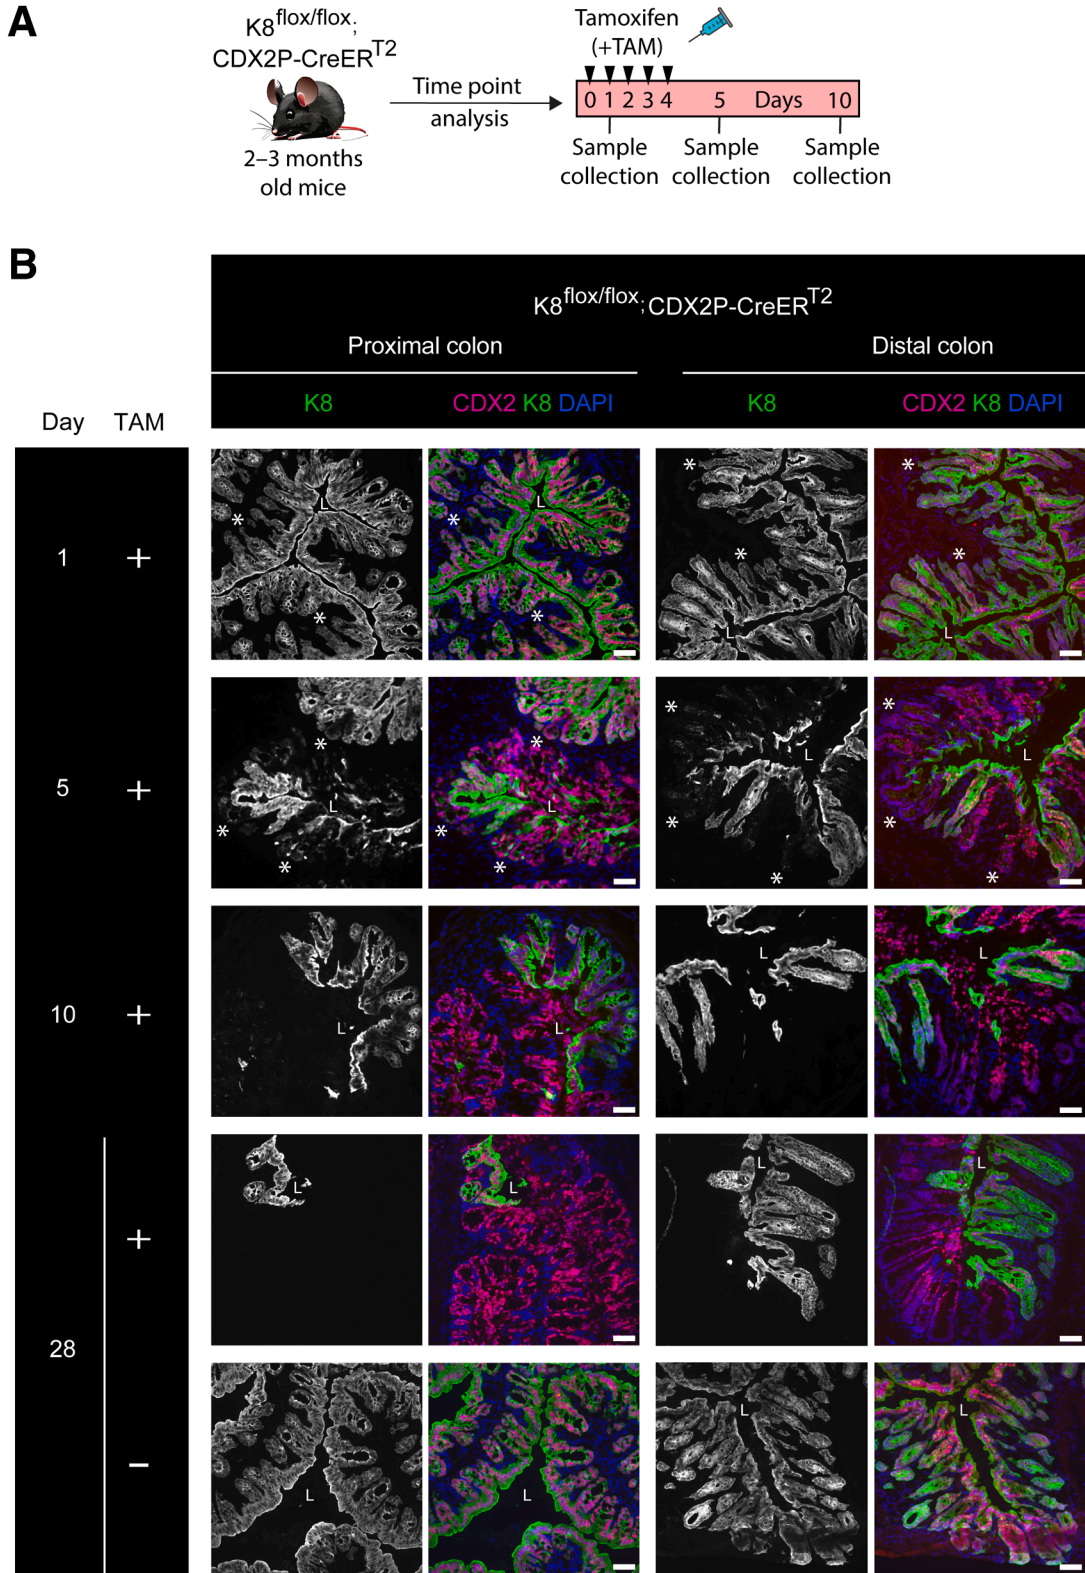 A
K8flox/flox;
CDX2P-CreERT2
2–3 months
old mice
Time point
analysis
Tamoxifen
(+TAM)
0 1 2 3 4 5 Days 10
Sample collection
Sample collection
Sample collection
B
K8flox/flox;CDX2P-CreERT2
Proximal colon Distal colon
Day TAM K8 CDX2 K8 DAPI K8 CDX2 K8 DAPI
1 +
* * L * * L * * L * * L
5 +
* * * L * * * L * * * L * * * L
10 +
L L L L
+
L L L L
28
−
L L L L